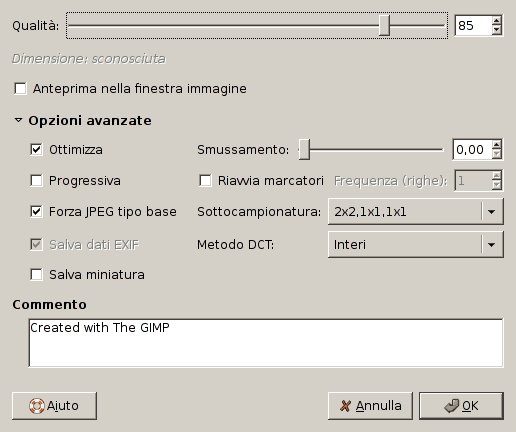 Qualità: 85
Dimensione: sconosciuta
Anteprima nella finestra immagine
Opzioni avanzate
Ottimizza Smussamento: 0,00
Progressiva Riavvia marcatori Frequenza (righe): 1
Forza JPEG tipo base Sottocampionatura: 2x2,1x1,1x1
Salva dati EXIF Metodo DCT: Interi
Salva miniatura
Commento
Created with The GIMP
Aiuto Annulla OK